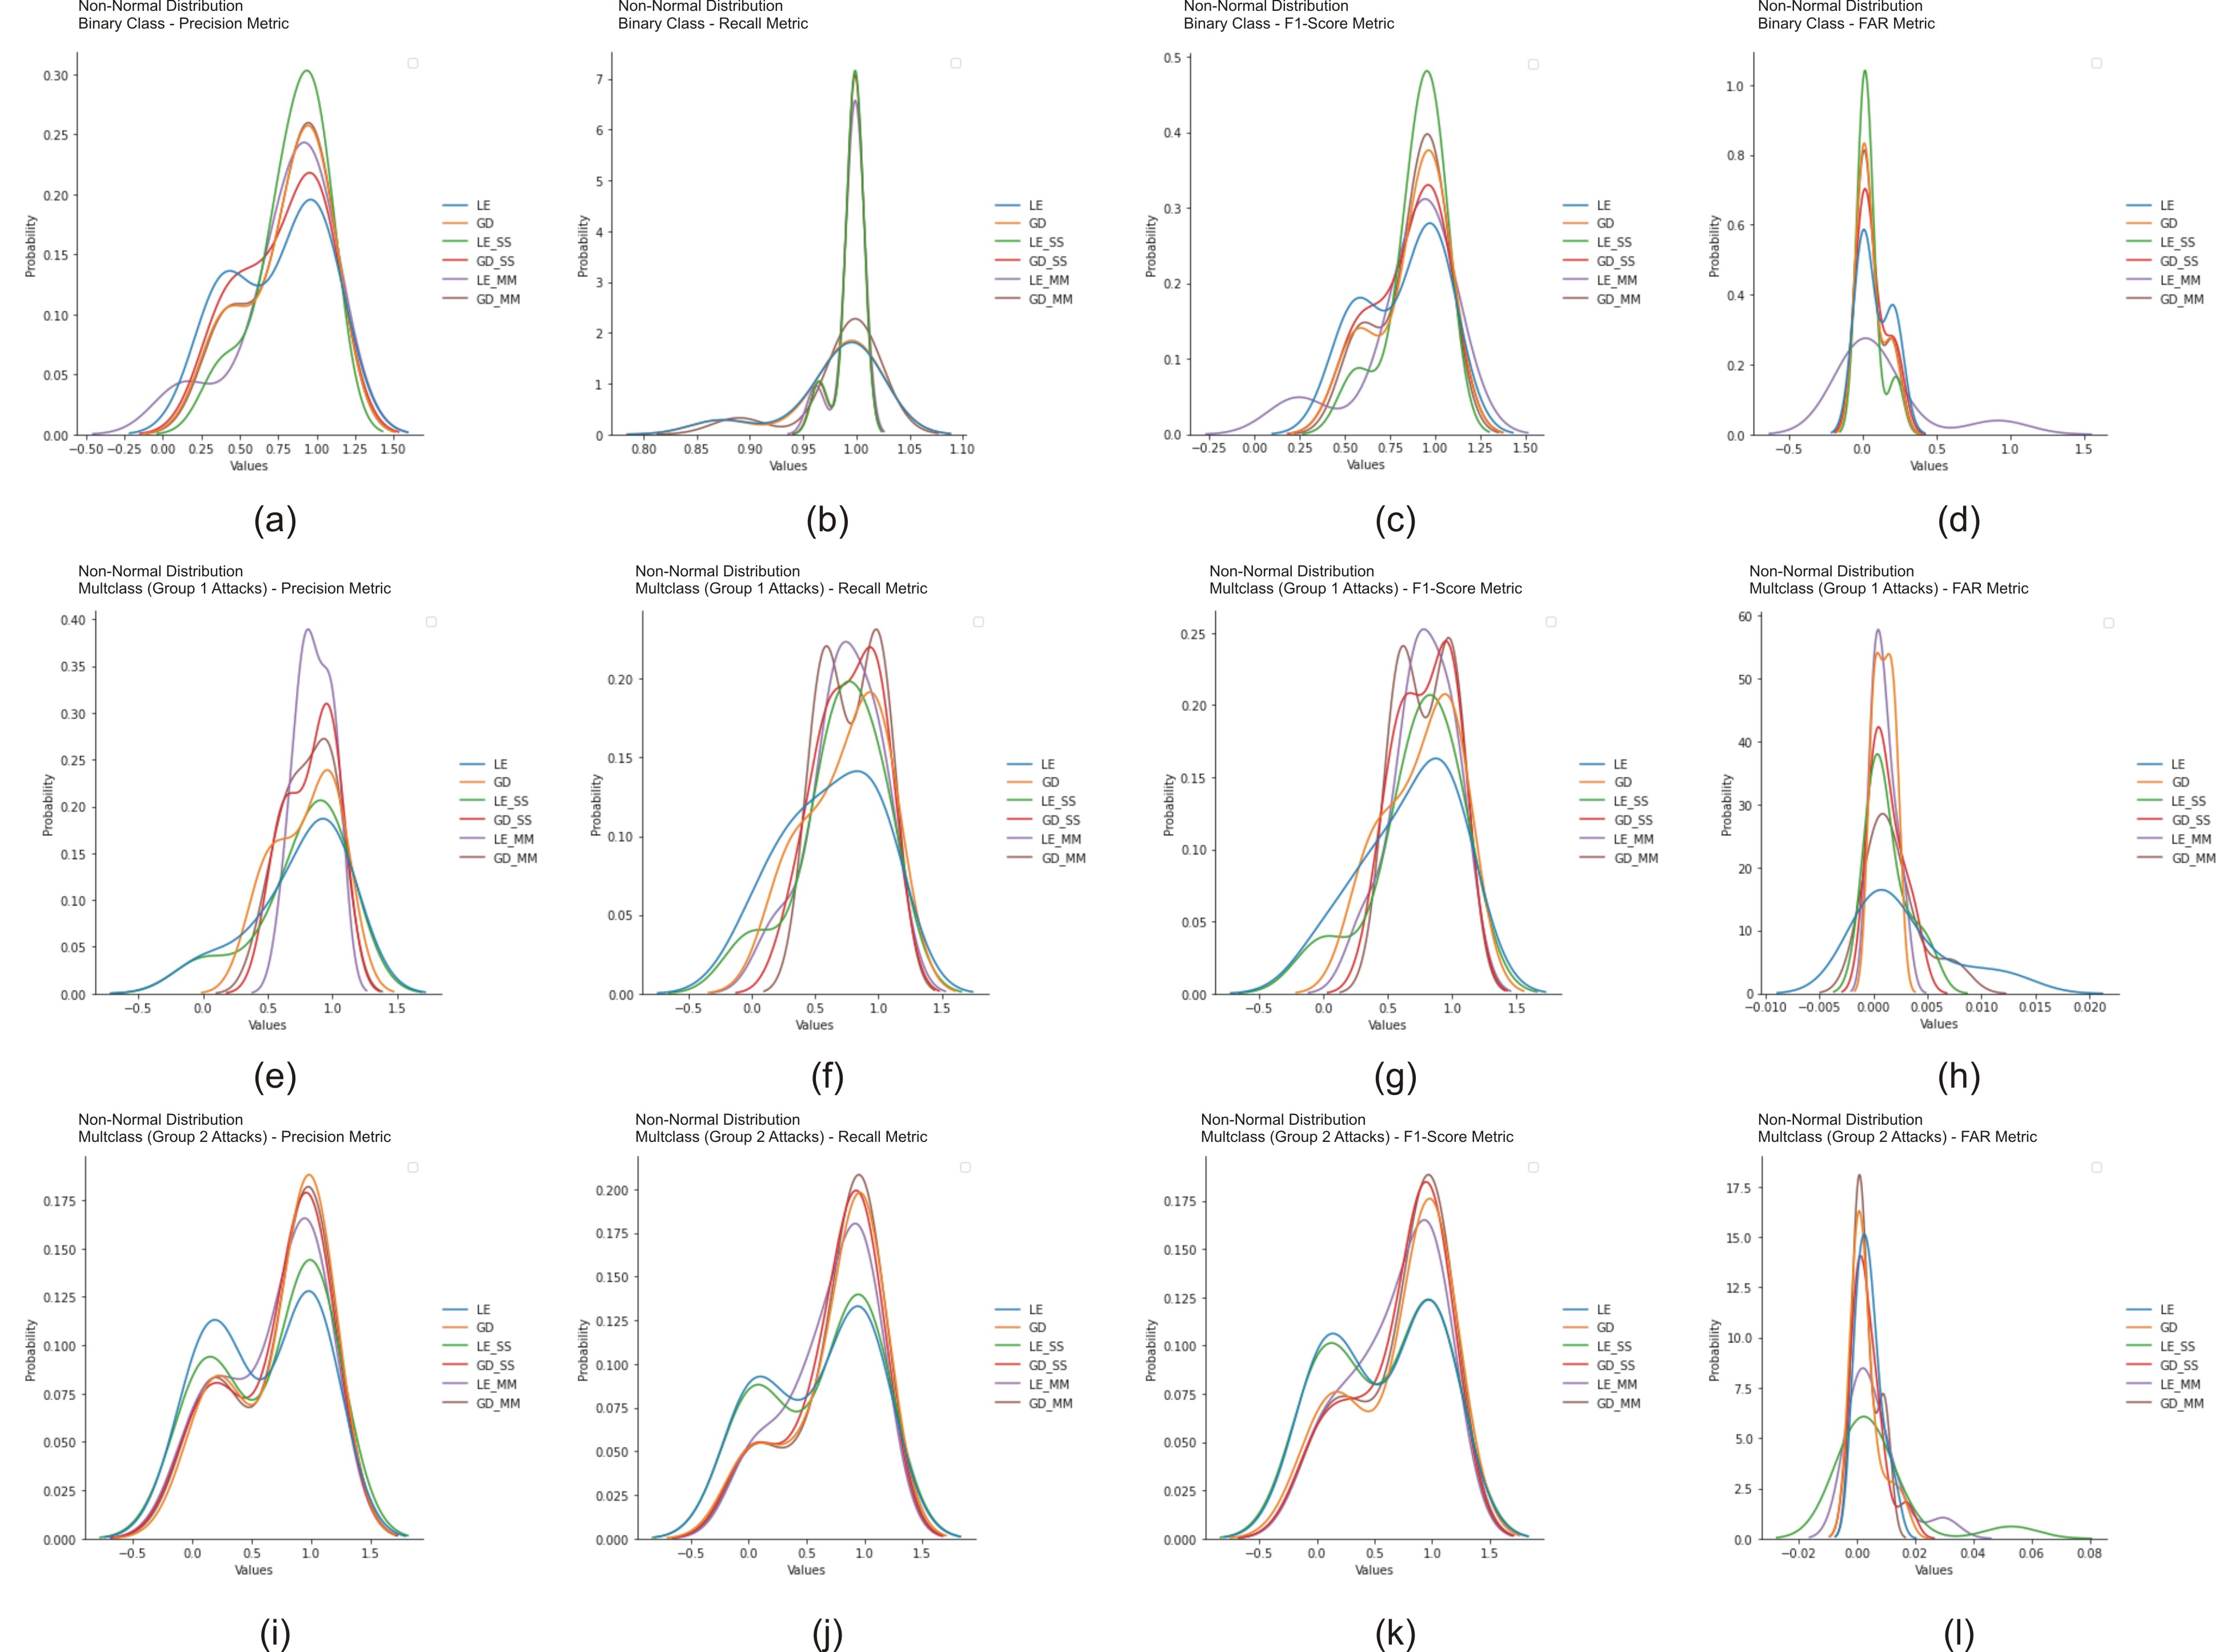 Non-Normal Distribution
Binary Class - Precision Metric
0.30
0.25
0.20
0.15
0.10
0.05
0.00
Probability
−0.50 −0.25 0.00 0.25 0.50 0.75 1.00 1.25 1.50
Values
LE
GD
LE_SS
GD_SS
LE_MM
GD_MM
(a)
Non-Normal Distribution
Binary Class - Recall Metric
7
6
5
4
3
2
1
0
Probability
0.80 0.85 0.90 0.95 1.00 1.05 1.10
Values
LE
GD
LE_SS
GD_SS
LE_MM
GD_MM
(b)
Non-Normal Distribution
Binary Class - F1-Score Metric
0.5
0.4
0.3
0.2
0.1
0.0
Probability
−0.25 0.00 0.25 0.50 0.75 1.00 1.25 1.50
Values
LE
GD
LE_SS
GD_SS
LE_MM
GD_MM
(c)
Non-Normal Distribution
Binary Class - FAR Metric
1.0
0.8
0.6
0.4
0.2
0.0
Probability
−0.5 0.0 0.5 1.0 1.5
Values
LE
GD
LE_SS
GD_SS
LE_MM
GD_MM
(d)
Non-Normal Distribution
Multclass (Group 1 Attacks) - Precision Metric
0.40
0.35
0.30
0.25
0.20
0.15
0.10
0.05
0.00
Probability
−0.5 0.0 0.5 1.0 1.5
Values
LE
GD
LE_SS
GD_SS
LE_MM
GD_MM
(e)
Non-Normal Distribution
Multclass (Group 1 Attacks) - Recall Metric
0.20
0.15
0.10
0.05
0.00
Probability
−0.5 0.0 0.5 1.0 1.5
Values
LE
GD
LE_SS
GD_SS
LE_MM
GD_MM
(f)
Non-Normal Distribution
Multclass (Group 1 Attacks) - F1-Score Metric
0.25
0.20
0.15
0.10
0.05
0.00
Probability
−0.5 0.0 0.5 1.0 1.5
Values
LE
GD
LE_SS
GD_SS
LE_MM
GD_MM
(g)
Non-Normal Distribution
Multclass (Group 1 Attacks) - FAR Metric
60
50
40
30
20
10
0
Probability
−0.010 −0.005 0.000 0.005 0.010 0.015 0.020
Values
LE
GD
LE_SS
GD_SS
LE_MM
GD_MM
(h)
Non-Normal Distribution
Multclass (Group 2 Attacks) - Precision Metric
0.175
0.150
0.125
0.100
0.075
0.050
0.025
0.000
Probability
−0.5 0.0 0.5 1.0 1.5
Values
LE
GD
LE_SS
GD_SS
LE_MM
GD_MM
(i)
Non-Normal Distribution
Multclass (Group 2 Attacks) - Recall Metric
0.200
0.175
0.150
0.125
0.100
0.075
0.050
0.025
0.000
Probability
−0.5 0.0 0.5 1.0 1.5
Values
LE
GD
LE_SS
GD_SS
LE_MM
GD_MM
(j)
Non-Normal Distribution
Multclass (Group 2 Attacks) - F1-Score Metric
0.175
0.150
0.125
0.100
0.075
0.050
0.025
0.000
Probability
−0.5 0.0 0.5 1.0 1.5
Values
LE
GD
LE_SS
GD_SS
LE_MM
GD_MM
(k)
Non-Normal Distribution
Multclass (Group 2 Attacks) - FAR Metric
17.5
15.0
12.5
10.0
7.5
5.0
2.5
0.0
Probability
−0.02 0.00 0.02 0.04 0.06 0.08
Values
LE
GD
LE_SS
GD_SS
LE_MM
GD_MM
(l)